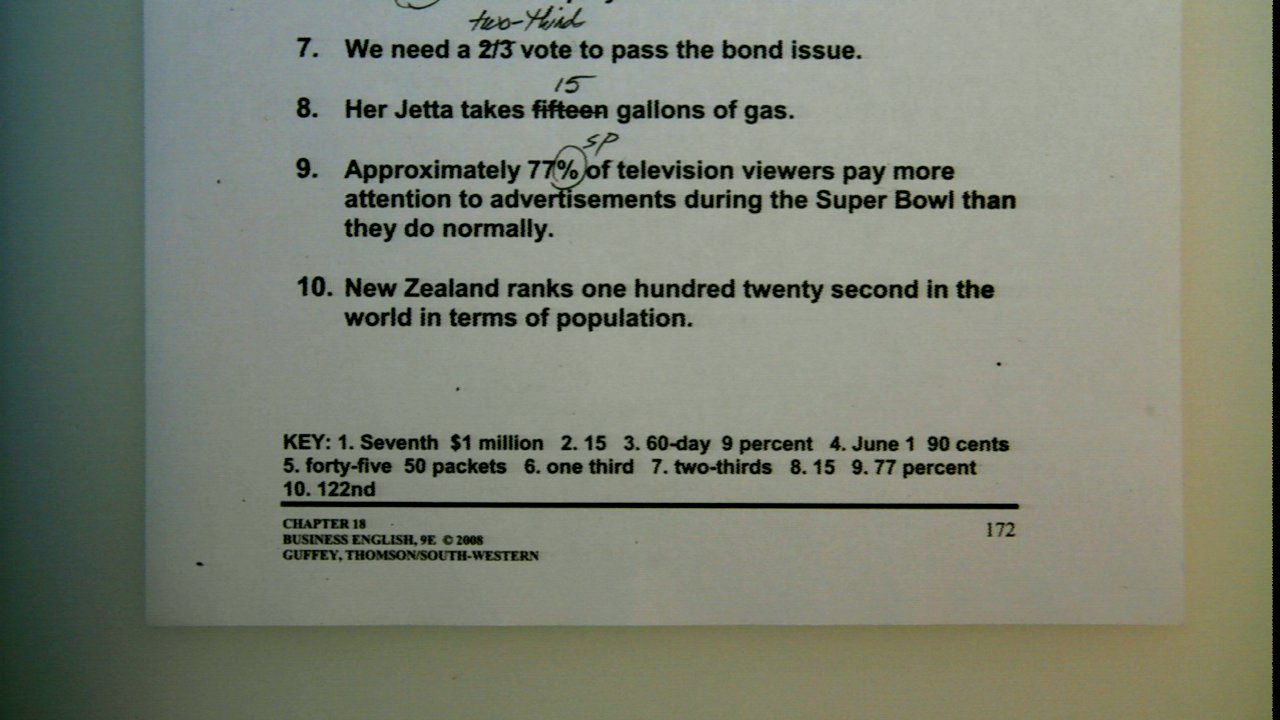 two-third
7. We need a 2/3 vote to pass the bond issue.
15
8. Her Jetta takes fifteen gallons of gas.
SP
9. Approximately 77% of television viewers pay more
attention to advertisements during the Super Bowl than
they do normally.
10. New Zealand ranks one hundred twenty second in the
world in terms of population.
KEY: 1. Seventh $1 million 2. 15 3. 60-day 9 percent 4. June 1 90 cents
5. forty-five 50 packets 6. one third 7. two-thirds 8. 15 9. 77 percent
10. 122nd
CHAPTER 18
BUSINESS ENGLISH, 9E © 2008
GUFFEY, THOMSON/SOUTH-WESTERN
172